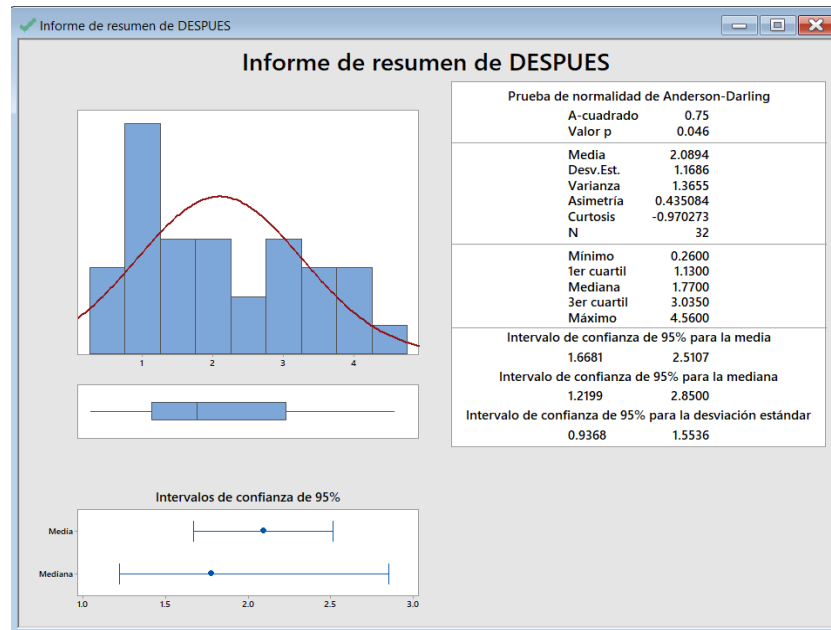 Informe de resumen de DESPUES
Informe de resumen de DESPUES
1 2 3 4
Prueba de normalidad de Anderson-Darling
A-cuadrado 0.75
Valor p 0.046
Media 2.0894
Desv.Est. 1.1686
Varianza 1.3655
Asimetría 0.435084
Curtosis -0.970273
N 32
Mínimo 0.2600
1er cuartil 1.1300
Mediana 1.7700
3er cuartil 3.0350
Máximo 4.5600
Intervalo de confianza de 95% para la media
1.6681 2.5107
Intervalo de confianza de 95% para la mediana
1.2199 2.8500
Intervalo de confianza de 95% para la desviación estándar
0.9368 1.5536
Intervalos de confianza de 95%
Media
Mediana
1.0 1.5 2.0 2.5 3.0